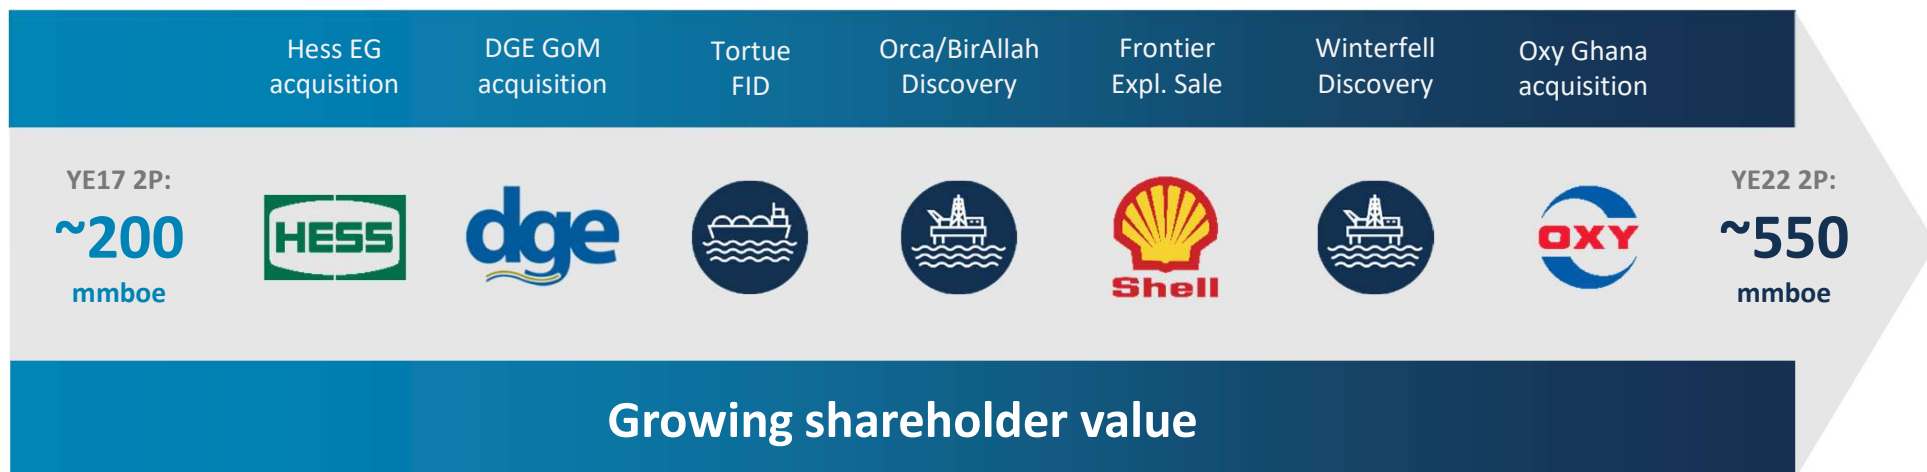 Hess EG
acquisition
DGE GoM
acquisition
Tortue
FID
Orca/BirAllah
Discovery
Frontier
Expl. Sale
Winterfell
Discovery
Oxy Ghana
acquisition
YE17 2P:
~200
mmboe
HESS
dge
Shell
OXY
YE22 2P:
~550
mmboe
Growing shareholder value